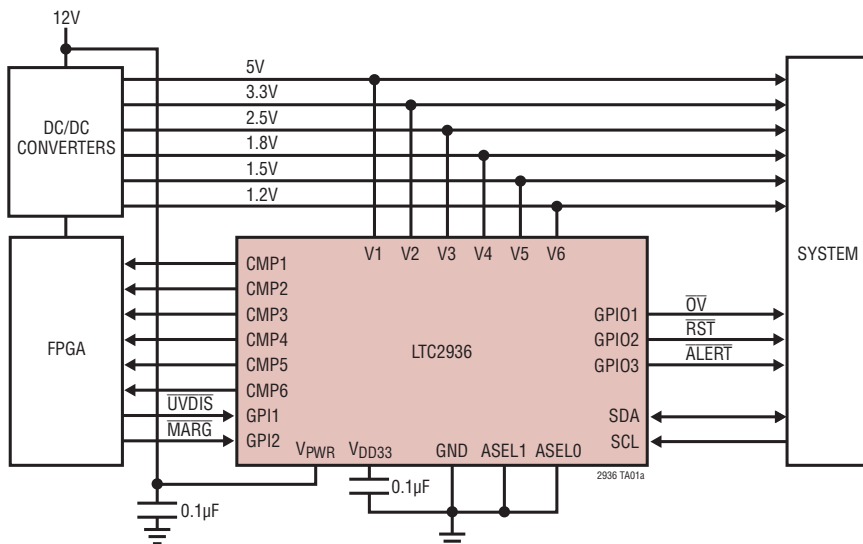 12V
DC/DC
CONVERTERS
5V
3.3V
2.5V
1.8V
1.5V
1.2V
SYSTEM
FPGA
V1 V2 V3 V4 V5 V6
CMP1
CMP2
CMP3
CMP4
CMP5
CMP6
UVDIS
GPI1
MARG
GPI2
LTC2936
GPIO1
OV
GPIO2
RST
GPIO3
ALERT
SDA
SCL
VPWR VDD33 GND ASEL1 ASEL0
2936 TA01a
0.1µF
0.1µF